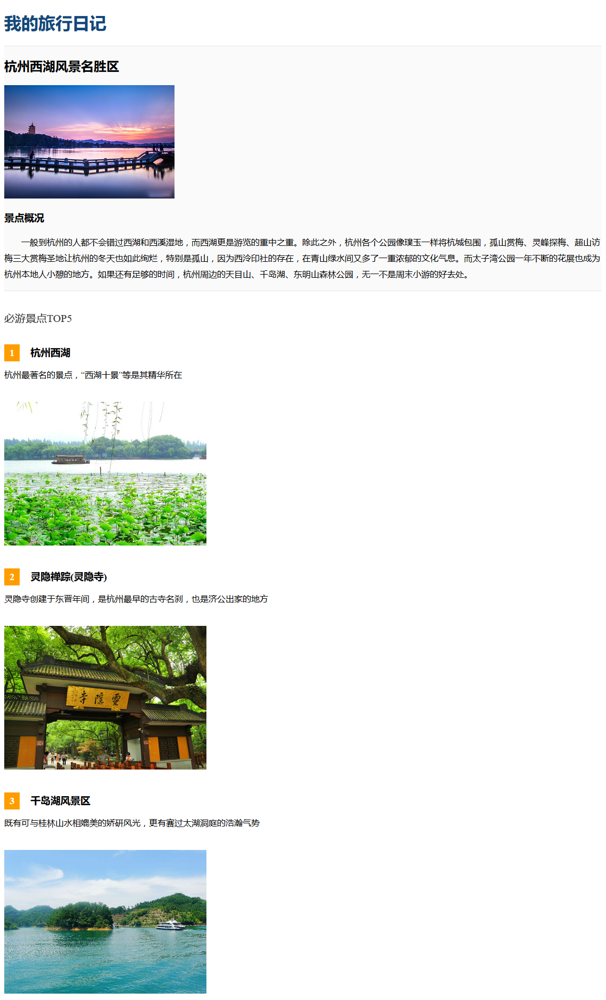 我的旅行日记
杭州西湖风景名胜区
景点概况
一般到杭州的人都不会错过西湖和西溪湿地，而西湖更是游览的重中之重。除此之外，杭州各个公园像璞玉一样将杭城包围，孤山赏梅、灵峰探梅、超山访
梅三大赏梅圣地让杭州的冬天也如此绚烂，特别是孤山，因为西泠印社的存在，在青山绿水间又多了一重浓郁的文化气息。而太子湾公园一年不断的花展也成为
杭州本地人小憩的地方。如果还有足够的时间，杭州周边的天目山、千岛湖、东明山森林公园，无一不是周末小游的好去处。
必游景点TOP5
1 杭州西湖
杭州最著名的景点，“西湖十景”等是其精华所在
2 灵隐禅踪(灵隐寺)
灵隐寺创建于东晋年间，是杭州最早的古寺名刹，也是济公出家的地方
寺隱靈
3 千岛湖风景区
既有可与桂林山水相媲美的娇研风光，更有赛过太湖洞庭的浩瀚气势